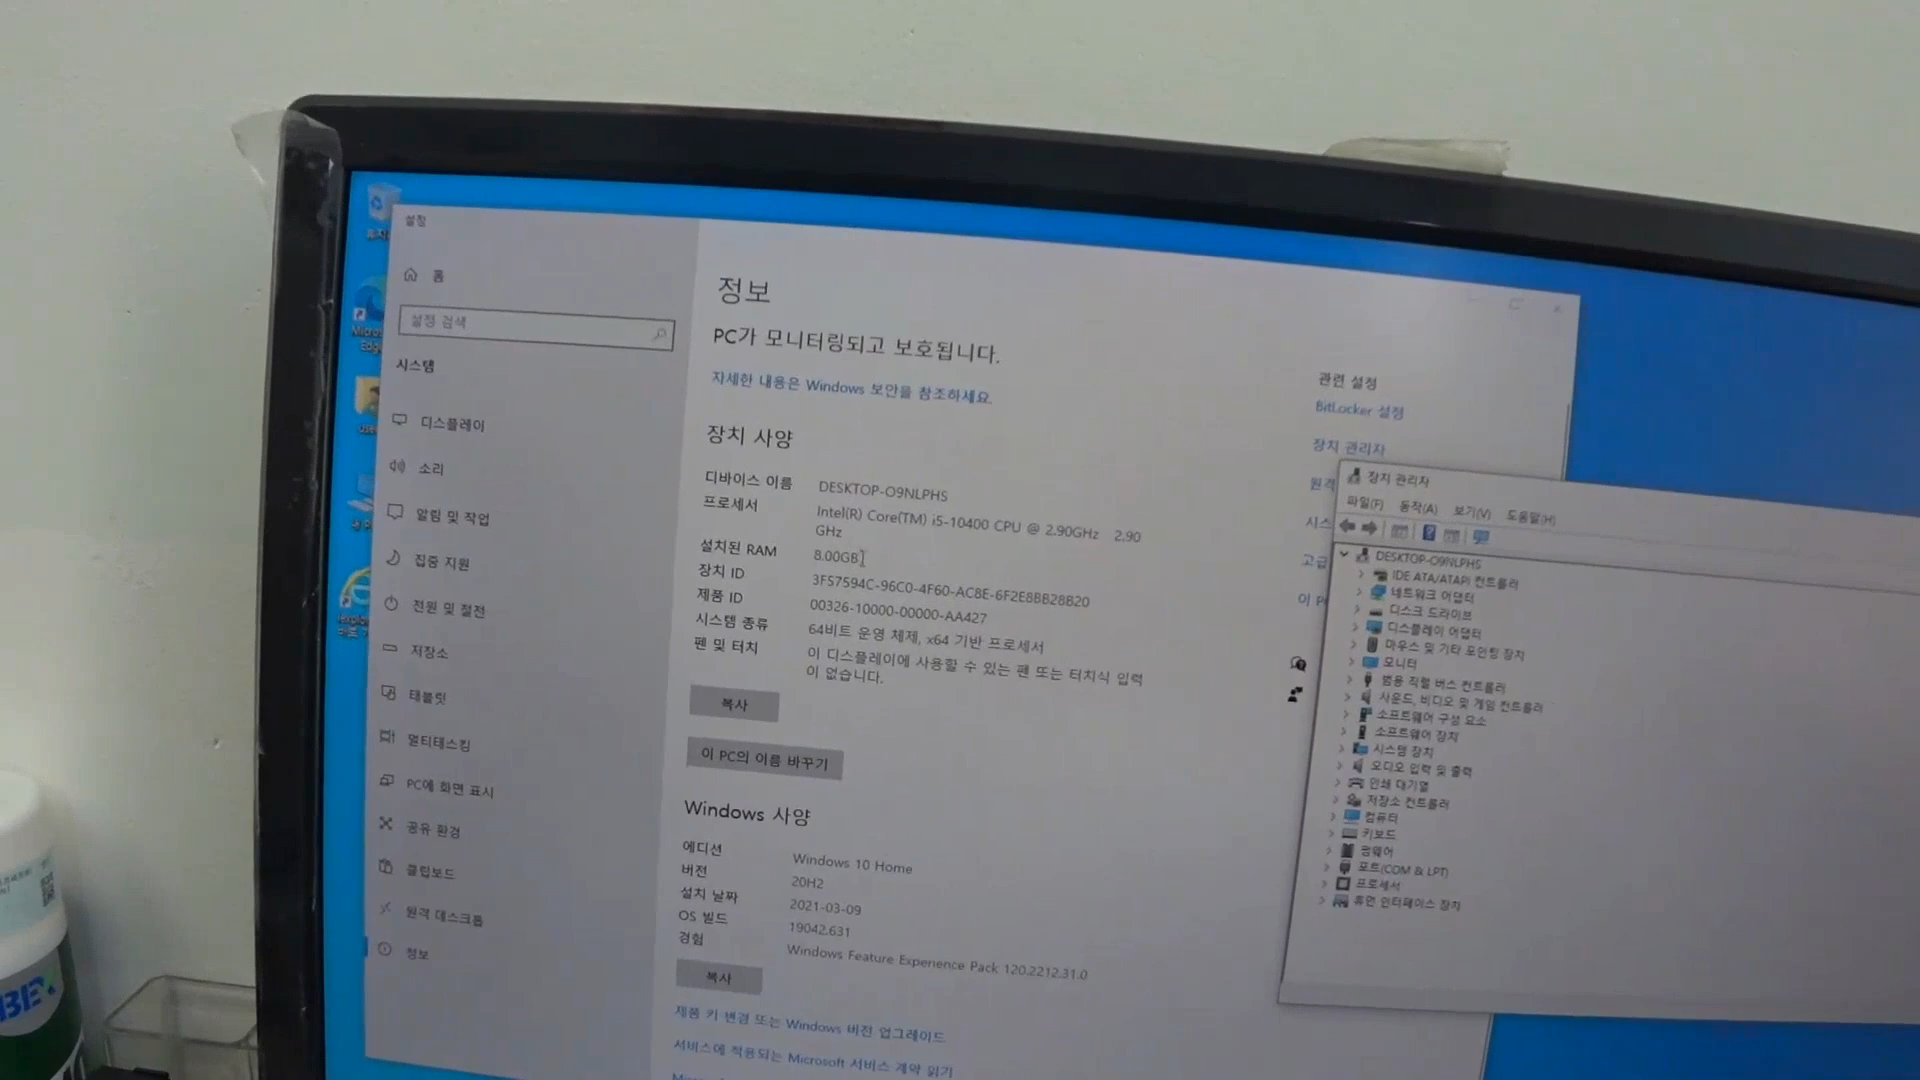 설정
홈
설정 검색
시스템
디스플레이
소리
알림 및 작업
집중 지원
전원 및 절전
저장소
태블릿
멀티태스킹
PC에 화면 표시
공유 환경
클립보드
원격 데스크톱
정보
정보
PC가 모니터링되고 보호됩니다.
자세한 내용은 Windows 보안을 참조하세요.
장치 사양
디바이스 이름 DESKTOP-O9NLPHS
프로세서 Intel(R) Core(TM) i5-10400 CPU @ 2.90GHz 2.90
GHz
설치된 RAM 8.00GB
장치 ID 3F57594C-96C0-4F60-AC8E-6F2E8BB28B20
제품 ID 00326-10000-00000-AA427
시스템 종류 64비트 운영 체제, x64 기반 프로세서
펜 및 터치 이 디스플레이에 사용할 수 있는 펜 또는 터치식 입력
이 없습니다.
복사
이 PC의 이름 바꾸기
Windows 사양
에디션 Windows 10 Home
버전 20H2
설치 날짜 2021-03-09
OS 빌드 19042.631
경험 Windows Feature Experience Pack 120.2212.31.0
복사
제품 키 변경 또는 Windows 버전 업그레이드
서비스에 적용되는 Microsoft 서비스 계약 읽기
관련 설정
BitLocker 설정
장치 관리자
원격
시스
고급
이 P
장치 관리자
파일(F) 동작(A) 보기(V) 도움말(H)
DESKTOP-O9NLPHS
IDE ATA/ATAPI 컨트롤러
네트워크 어댑터
디스크 드라이브
디스플레이 어댑터
마우스 및 기타 포인팅 장치
모니터
범용 직렬 버스 컨트롤러
사운드, 비디오 및 게임 컨트롤러
소프트웨어 구성 요소
소프트웨어 장치
시스템 장치
오디오 입력 및 출력
인쇄 대기열
저장소 컨트롤러
컴퓨터
키보드
펌웨어
포트(COM & LPT)
프로세서
휴먼 인터페이스 장치